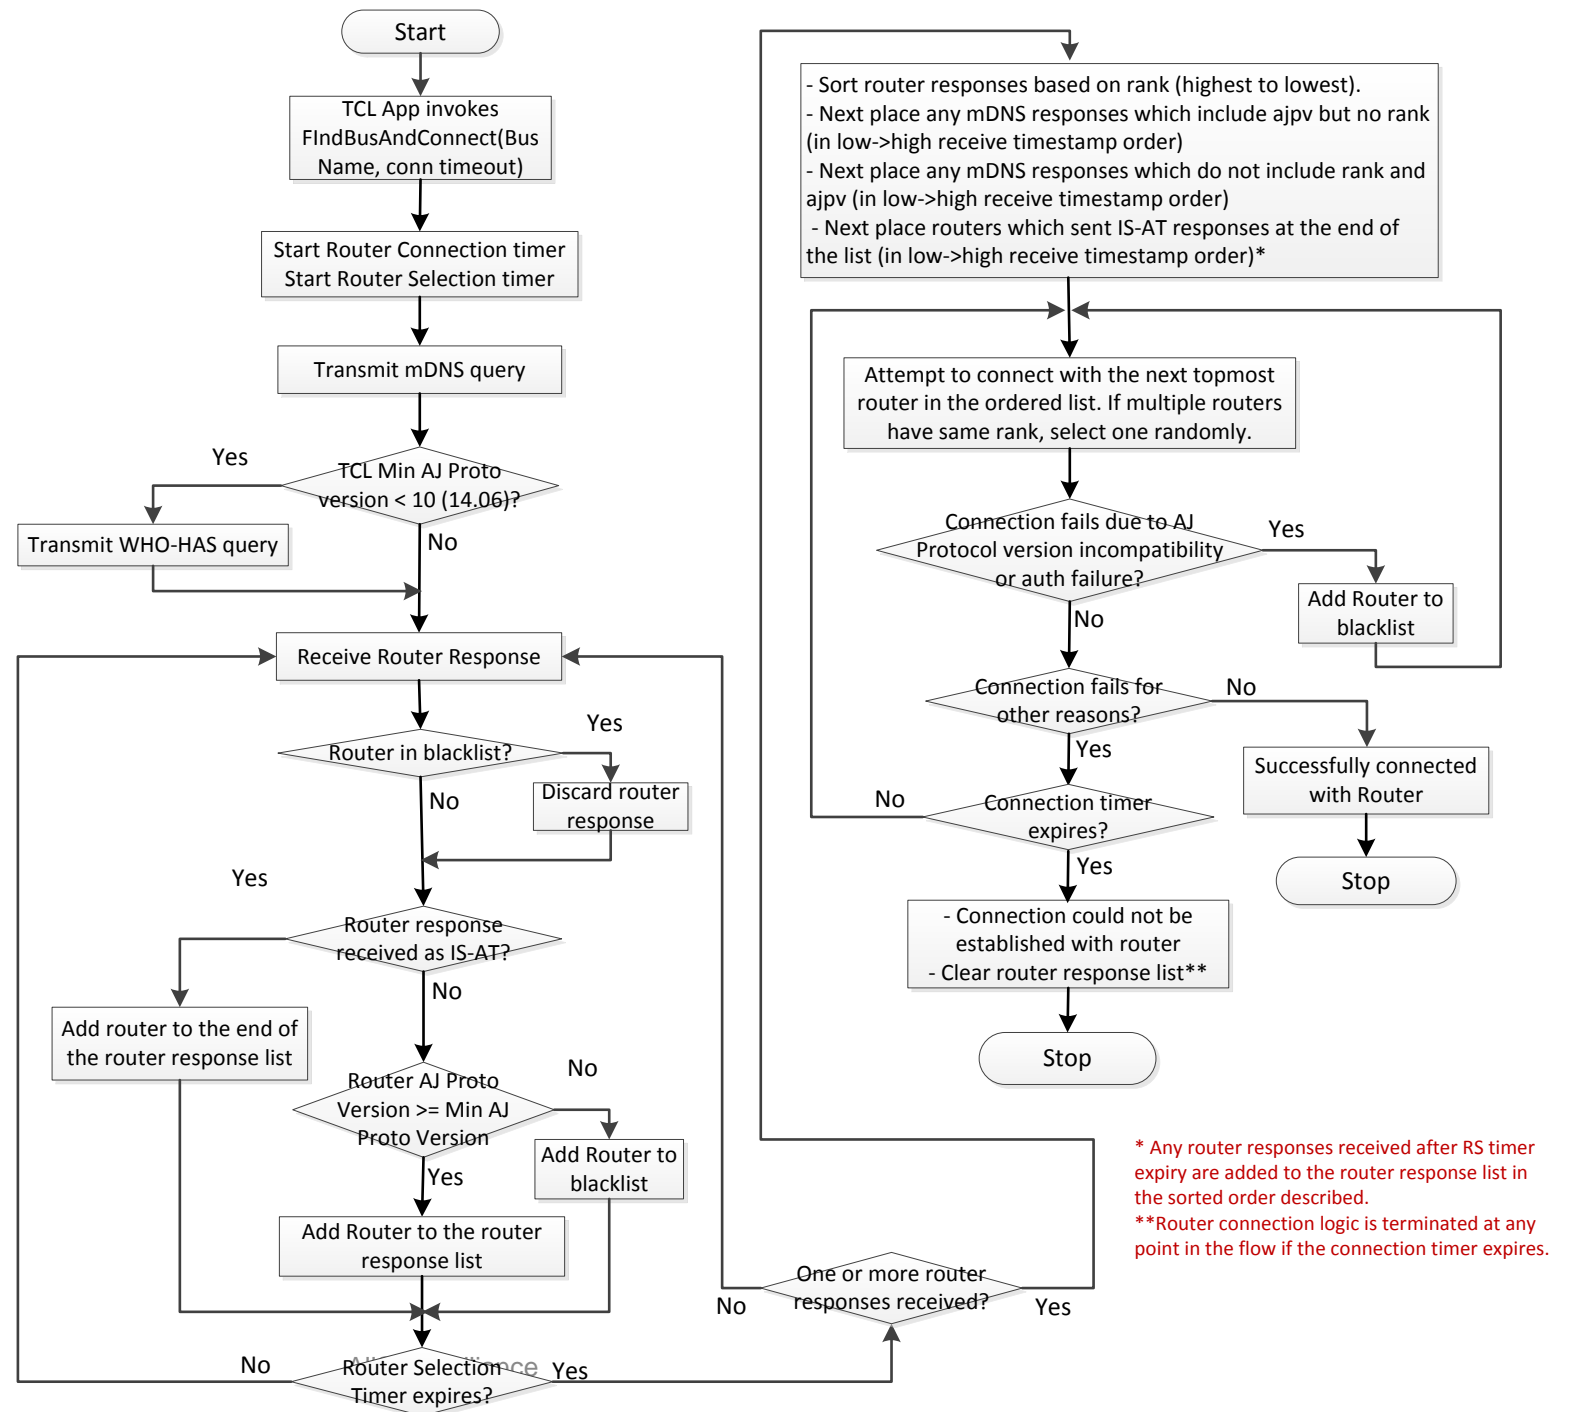 Start
TCL App invokes
FIndBusAndConnect(Bus
Name, conn timeout)
Start Router Connection timer
Start Router Selection timer
Transmit mDNS query
TCL Min AJ Proto
version < 10 (14.06)?
Yes
No
Transmit WHO-HAS query
Receive Router Response
Router in blacklist?
Yes
No
Discard router
response
Router response
received as IS-AT?
Yes
No
Add router to the end of
the router response list
Router AJ Proto
Version >= Min AJ
Proto Version
No
Yes
Add Router to
blacklist
Add Router to the router
response list
Router Selection
Timer expires?
No
Yes
One or more router
responses received?
No
Yes
- Sort router responses based on rank (highest to lowest).
- Next place any mDNS responses which include ajpv but no rank
(in low->high receive timestamp order)
- Next place any mDNS responses which do not include rank and
ajpv (in low->high receive timestamp order)
- Next place routers which sent IS-AT responses at the end of
the list (in low->high receive timestamp order)*
Attempt to connect with the next topmost
router in the ordered list. If multiple routers
have same rank, select one randomly.
Connection fails due to AJ
Protocol version incompatibility
or auth failure?
Yes
No
Add Router to
blacklist
Connection fails for
other reasons?
No
Yes
Successfully connected
with Router
Stop
Connection timer
expires?
No
Yes
- Connection could not be
established with router
- Clear router response list**
Stop
* Any router responses received after RS timer
expiry are added to the router response list in
the sorted order described.
**Router connection logic is terminated at any
point in the flow if the connection timer expires.